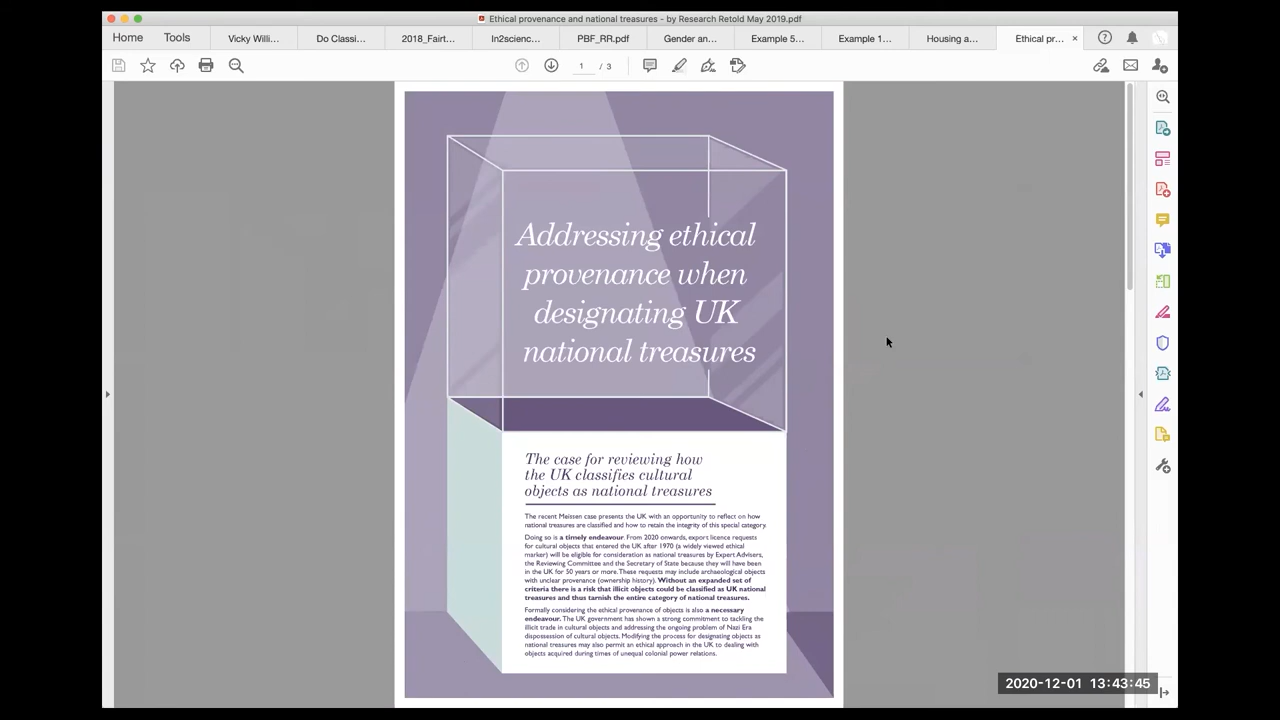 Ethical provenance and national treasures - by Research Retold May 2019.pdf
Home Tools Vicky Willi... Do Classi... 2018_Fairt... In2scienc... PBF_RR.pdf Gender an... Example 5... Example 1... Housing a... Ethical pr... ×
1 / 3
Addressing ethical
provenance when
designating UK
national treasures
The case for reviewing how
the UK classifies cultural
objects as national treasures
The recent Meissen case presents the UK with an opportunity to reflect on how
national treasures are classified and how to retain the integrity of this special category.
Doing so is a timely endeavour. From 2020 onwards, export licence requests
for cultural objects that entered the UK after 1970 (a widely viewed ethical
marker) will be eligible for consideration as national treasures by Expert Advisers,
the Reviewing Committee and the Secretary of State because they will have been
in the UK for 50 years or more. These requests may include archaeological objects
with unclear provenance (ownership history). Without an expanded set of
criteria there is a risk that illicit objects could be classified as UK national
treasures and thus tarnish the entire category of national treasures.
Formally considering the ethical provenance of objects is also a necessary
endeavour. The UK government has shown a strong commitment to tackling the
illicit trade in cultural objects and addressing the ongoing problem of Nazi Era
dispossession of cultural objects. Modifying the process for designating objects as
national treasures may also permit an ethical approach in the UK to dealing with
objects acquired during times of unequal colonial power relations.
2020-12-01 13:43:45